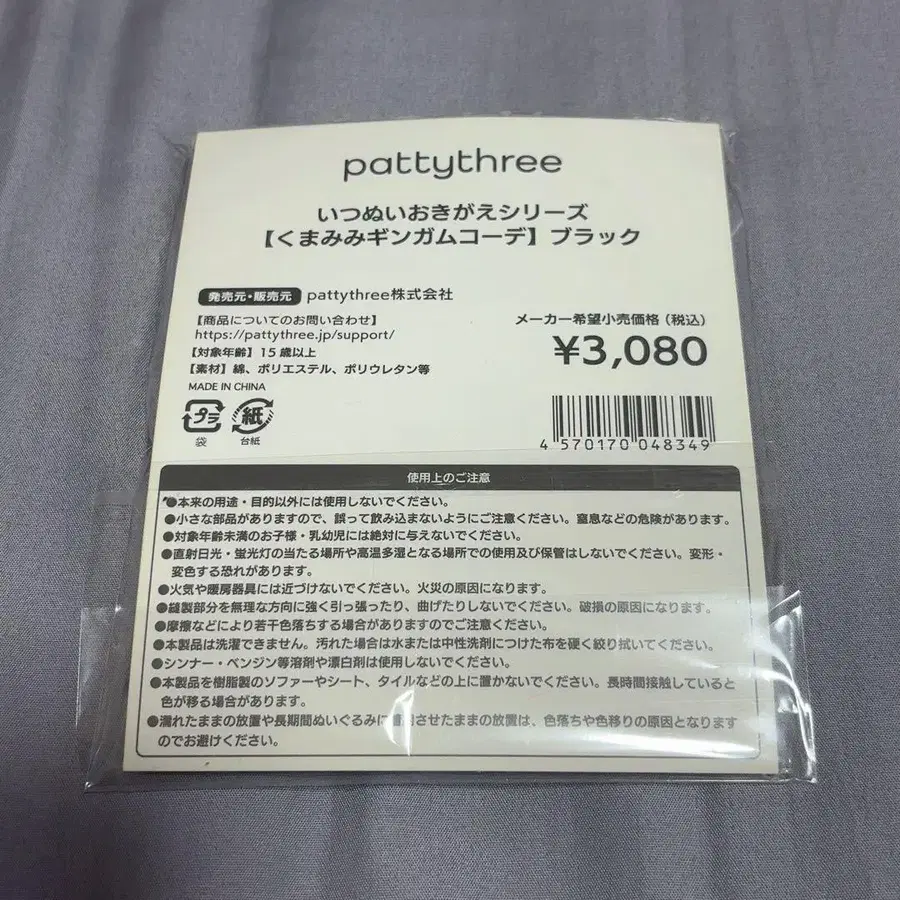 pattythree
いつぬいおきがえシリーズ
【くまみみギンガムコーデ】ブラック
発売元・販売元 pattythree株式会社
【商品についてのお問い合わせ】
https://pattythree.jp/support/
【対象年齢】15歳以上
【素材】綿、ポリエステル、ポリウレタン等
MADE IN CHINA
プラ 紙
袋 台紙
メーカー希望小売価格（税込）
¥3,080
4 570170 048349
使用上のご注意
●本来の用途・目的以外には使用しないでください。
●小さな部品がありますので、誤って飲み込まないようにご注意ください。窒息などの危険があります。
●対象年齢未満のお子様・乳幼児には絶対に与えないでください。
●直射日光・蛍光灯の当たる場所や高温多湿となる場所での使用及び保管はしないでください。変形・
変色する恐れがあります。
●火気や暖房器具には近づけないでください。火災の原因になります。
●縫製部分を無理な方向に強く引っ張ったり、曲げたりしないでください。破損の原因になります。
●摩擦などにより若干色落ちする場合がありますのでご注意ください。
●本製品は洗濯できません。汚れた場合は水または中性洗剤につけた布を硬く絞り拭いてください。
●シンナー・ベンジン等溶剤や漂白剤は使用しないでください。
●本製品を樹脂製のソファーやシート、タイルなどの上に置かないでください。長時間接触していると
色が移る場合があります。
●濡れたままの放置や長期間ぬいぐるみに着用させたままの放置は、色落ちや色移りの原因となります
のでお避けください。